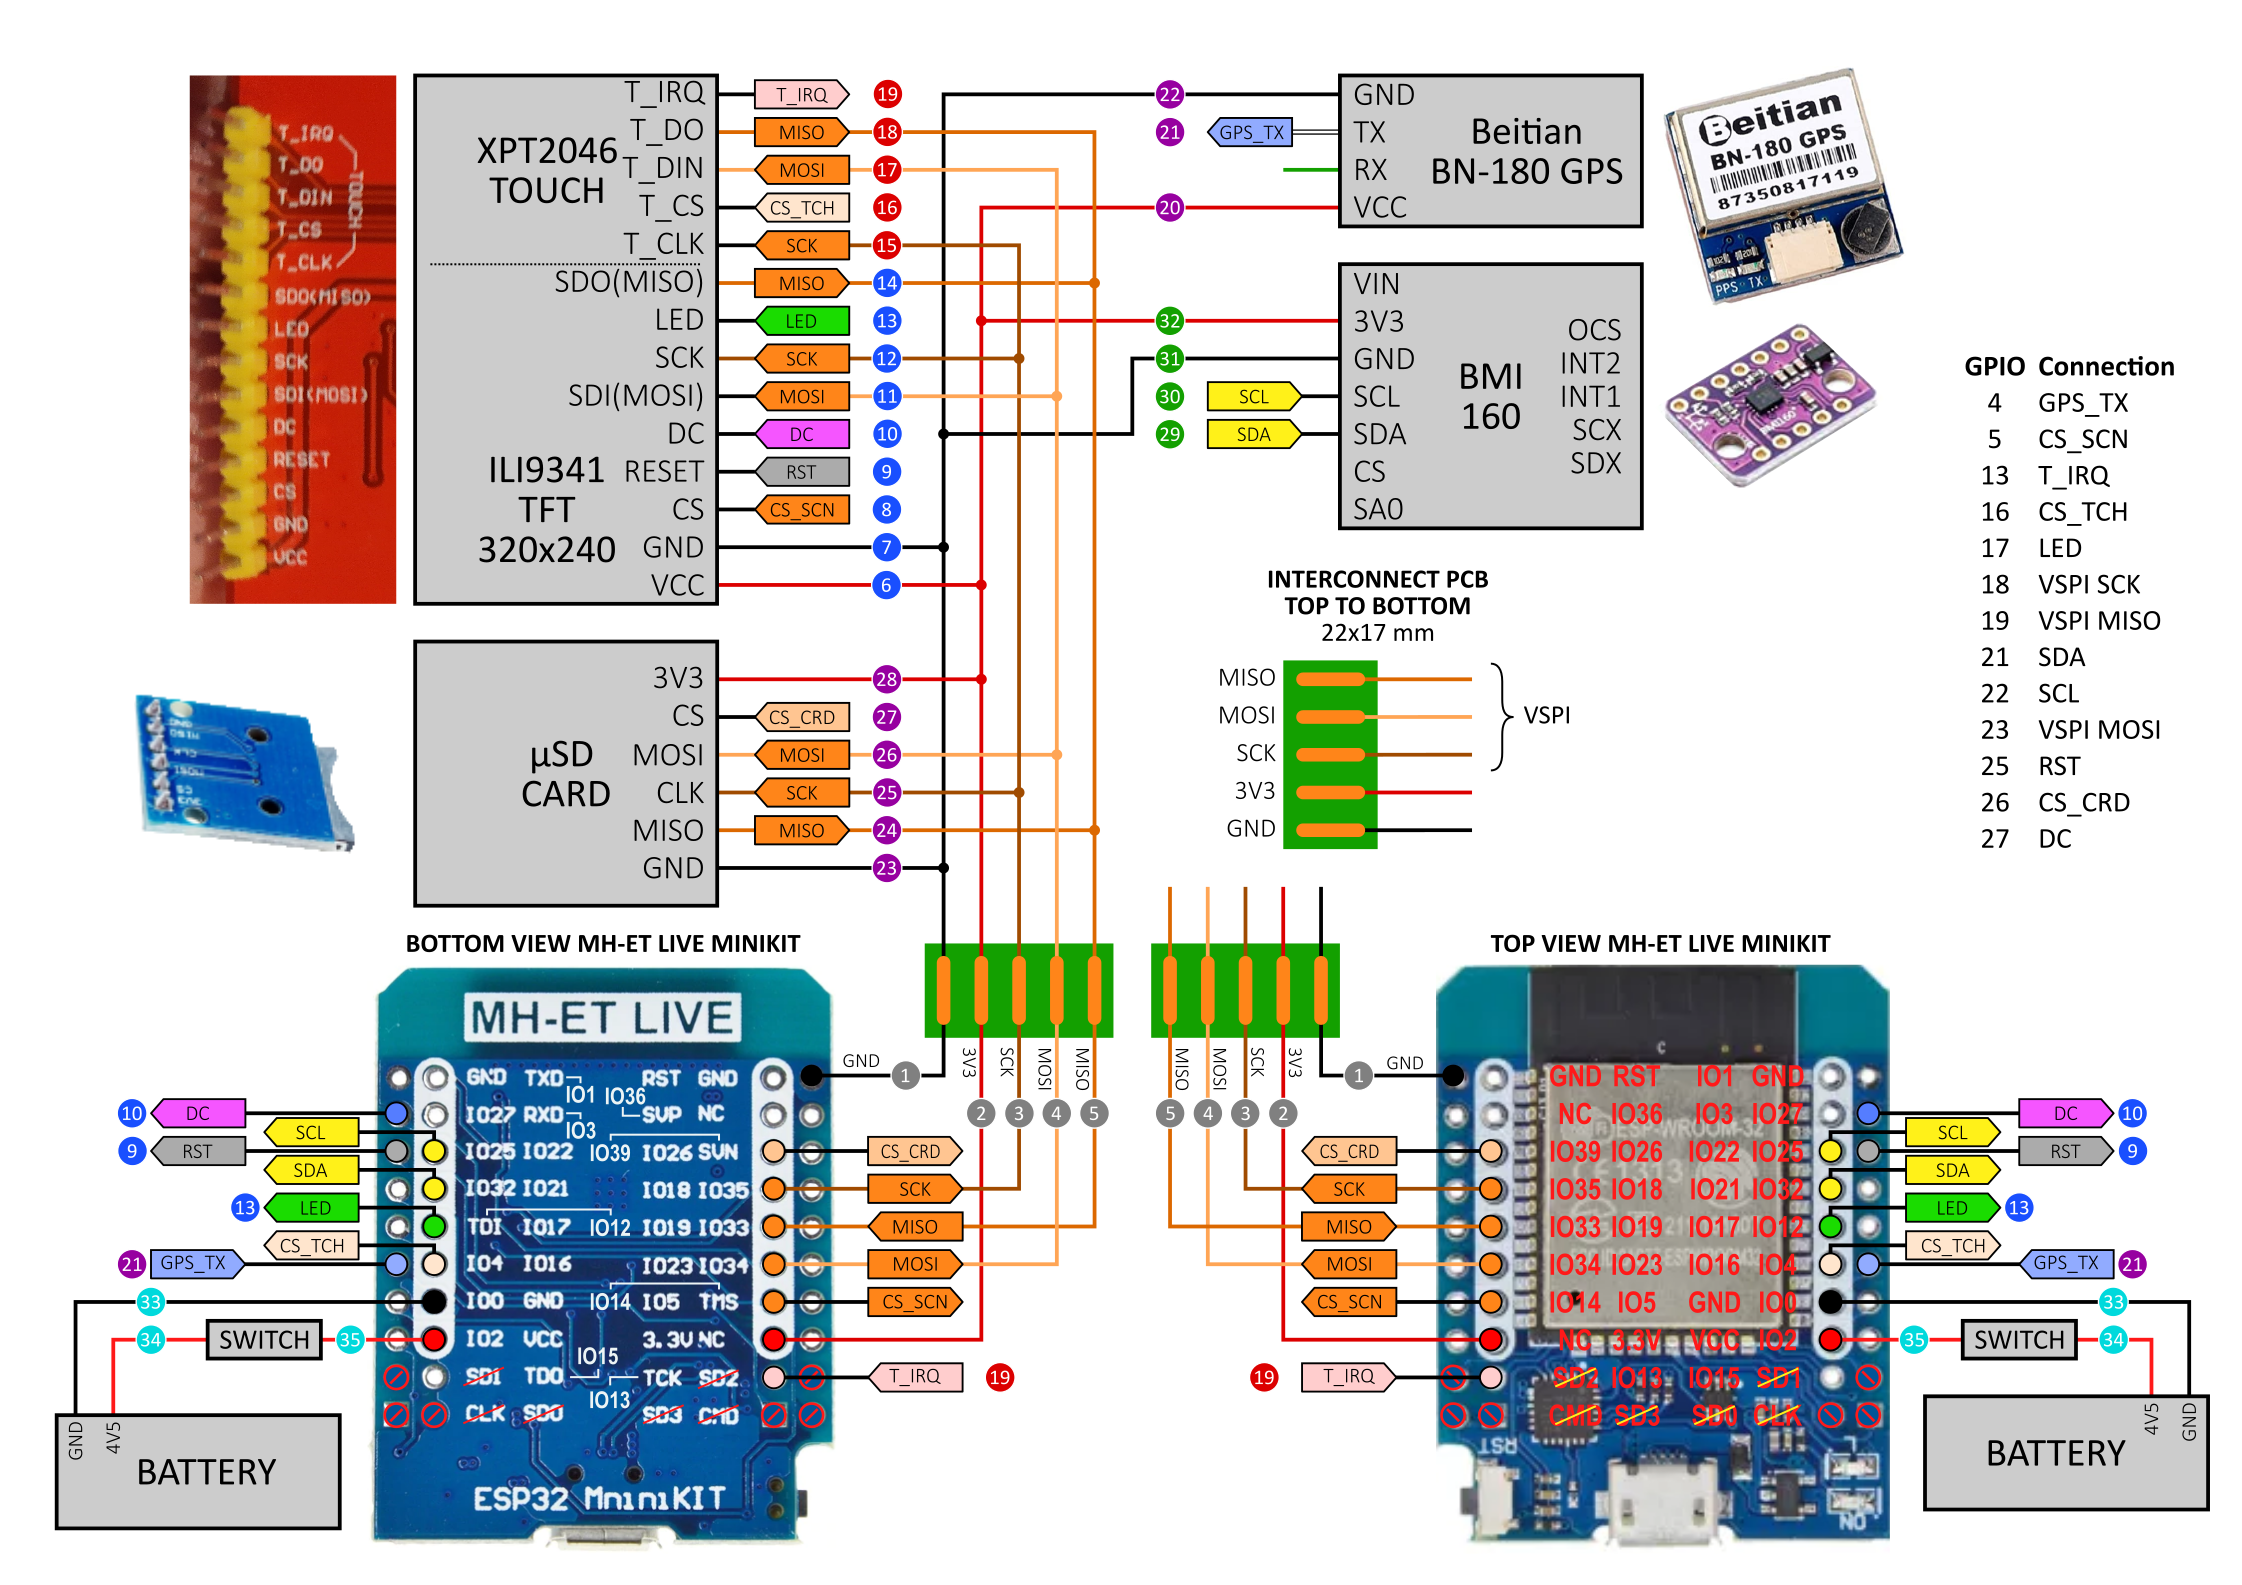 T_IRQ
T_DO
T_DIN
T_CS
T_CLK
TOUCH
SDO(MISO)
LED
SCK
SDI(MOSI)
DC
RESET
CS
GND
VCC
XPT2046
TOUCH
ILI9341
TFT
320x240
T_IRQ T_IRQ 19
T_DO MISO 18
T_DIN MOSI 17
T_CS CS_TCH 16
T_CLK SCK 15
SDO(MISO) MISO 14
LED LED 13
SCK SCK 12
SDI(MOSI) MOSI 11
DC DC 10
RESET RST 9
CS CS_SCN 8
GND 7
VCC 6
22 GND
21 GPS_TX TX
RX
20 VCC
Beitian
BN-180 GPS
Beitian
BN-180 GPS
87350817119
PPS TX
VIN
32 3V3
31 GND
30 SCL SCL
29 SDA SDA
CS
SA0
BMI
160
OCS
INT2
INT1
SCX
SDX
GPIO Connection
4 GPS_TX
5 CS_SCN
13 T_IRQ
16 CS_TCH
17 LED
18 VSPI SCK
19 VSPI MISO
21 SDA
22 SCL
23 VSPI MOSI
25 RST
26 CS_CRD
27 DC
INTERCONNECT PCB
TOP TO BOTTOM
22x17 mm
MISO
MOSI
SCK
3V3
GND
VSPI
GND
MISO
CLK
MOSI
CS
3V3
µSD
CARD
3V3 28
CS CS_CRD 27
MOSI MOSI 26
CLK SCK 25
MISO MISO 24
GND 23
BOTTOM VIEW MH-ET LIVE MINIKIT
MH-ET LIVE
GND TXD IO1 IO36 RST GND
IO27 RXD IO3 SVP NC
IO25 IO22 IO39 IO26 SVN
IO32 IO21 IO18 IO35
TDI IO17 IO12 IO19 IO33
IO4 IO16 IO23 IO34
IO0 GND IO14 IO5 TMS
IO2 VCC 3.3V NC
SD1 TDO IO15 IO13 TCK SD2
CLK SD0 SD3 CMD
ESP32 MniniKIT
10 DC
SCL
9 RST
SDA
13 LED
CS_TCH
21 GPS_TX
33
34 SWITCH 35
GND
4V5
BATTERY
GND 1
3V3
SCK
MOSI
MISO
2 3 4 5
CS_CRD
SCK
MISO
MOSI
CS_SCN
T_IRQ 19
TOP VIEW MH-ET LIVE MINIKIT
MISO
MOSI
SCK
3V3
1 GND
5 4 3 2
CS_CRD
SCK
MISO
MOSI
CS_SCN
19 T_IRQ
GND RST IO1 GND
NC IO36 IO3 IO27
IO39 IO26 IO22 IO25
IO35 IO18 IO21 IO32
IO33 IO19 IO17 IO12
IO34 IO23 IO16 IO4
IO14 IO5 GND IO0
NC 3.3V VCC IO2
SD2 IO13 IO15 SD1
CMD SD3 SD0 CLK
RST
NO
DC 10
SCL
RST 9
SDA
LED 13
CS_TCH
GPS_TX 21
33
35 SWITCH 34
4V5
GND
BATTERY